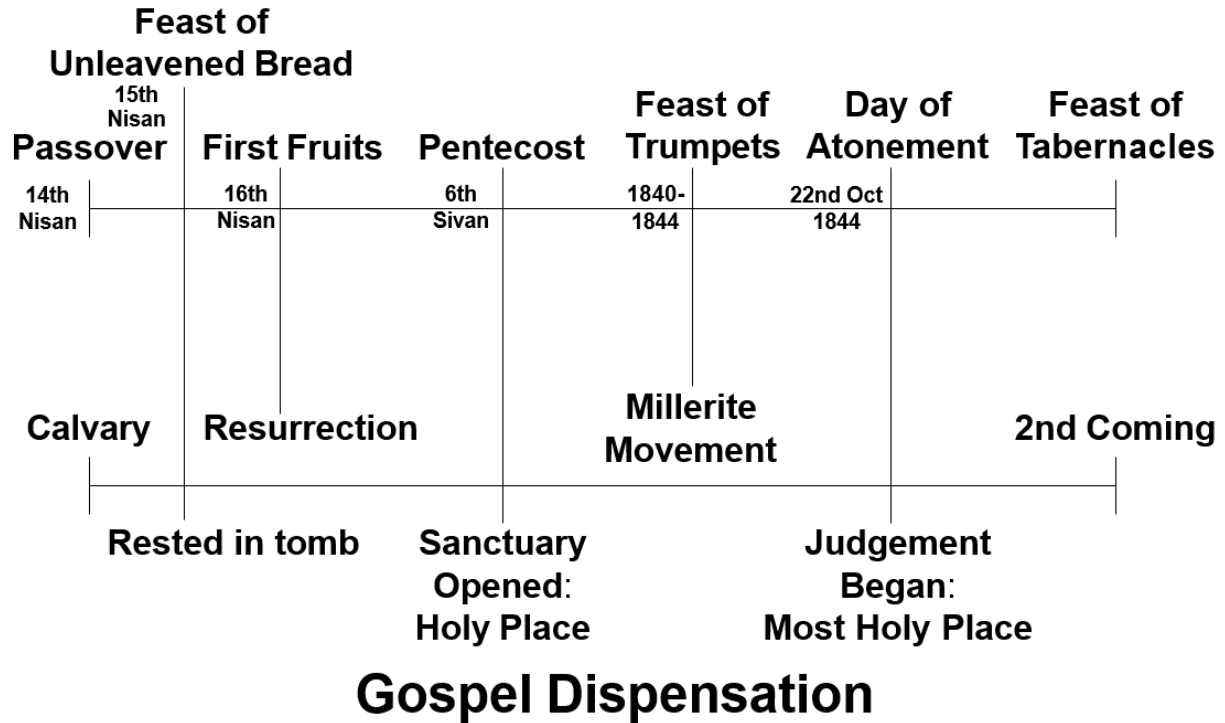 Feast of
Unleavened Bread
15th
Nisan
Passover
First Fruits
Pentecost
Feast of
Trumpets
Day of
Atonement
Feast of
Tabernacles
14th
Nisan
16th
Nisan
6th
Sivan
1840-
1844
22nd Oct
1844
Calvary
Resurrection
Millerite
Movement
2nd Coming
Rested in tomb
Sanctuary
Opened:
Holy Place
Judgement
Began:
Most Holy Place
Gospel Dispensation